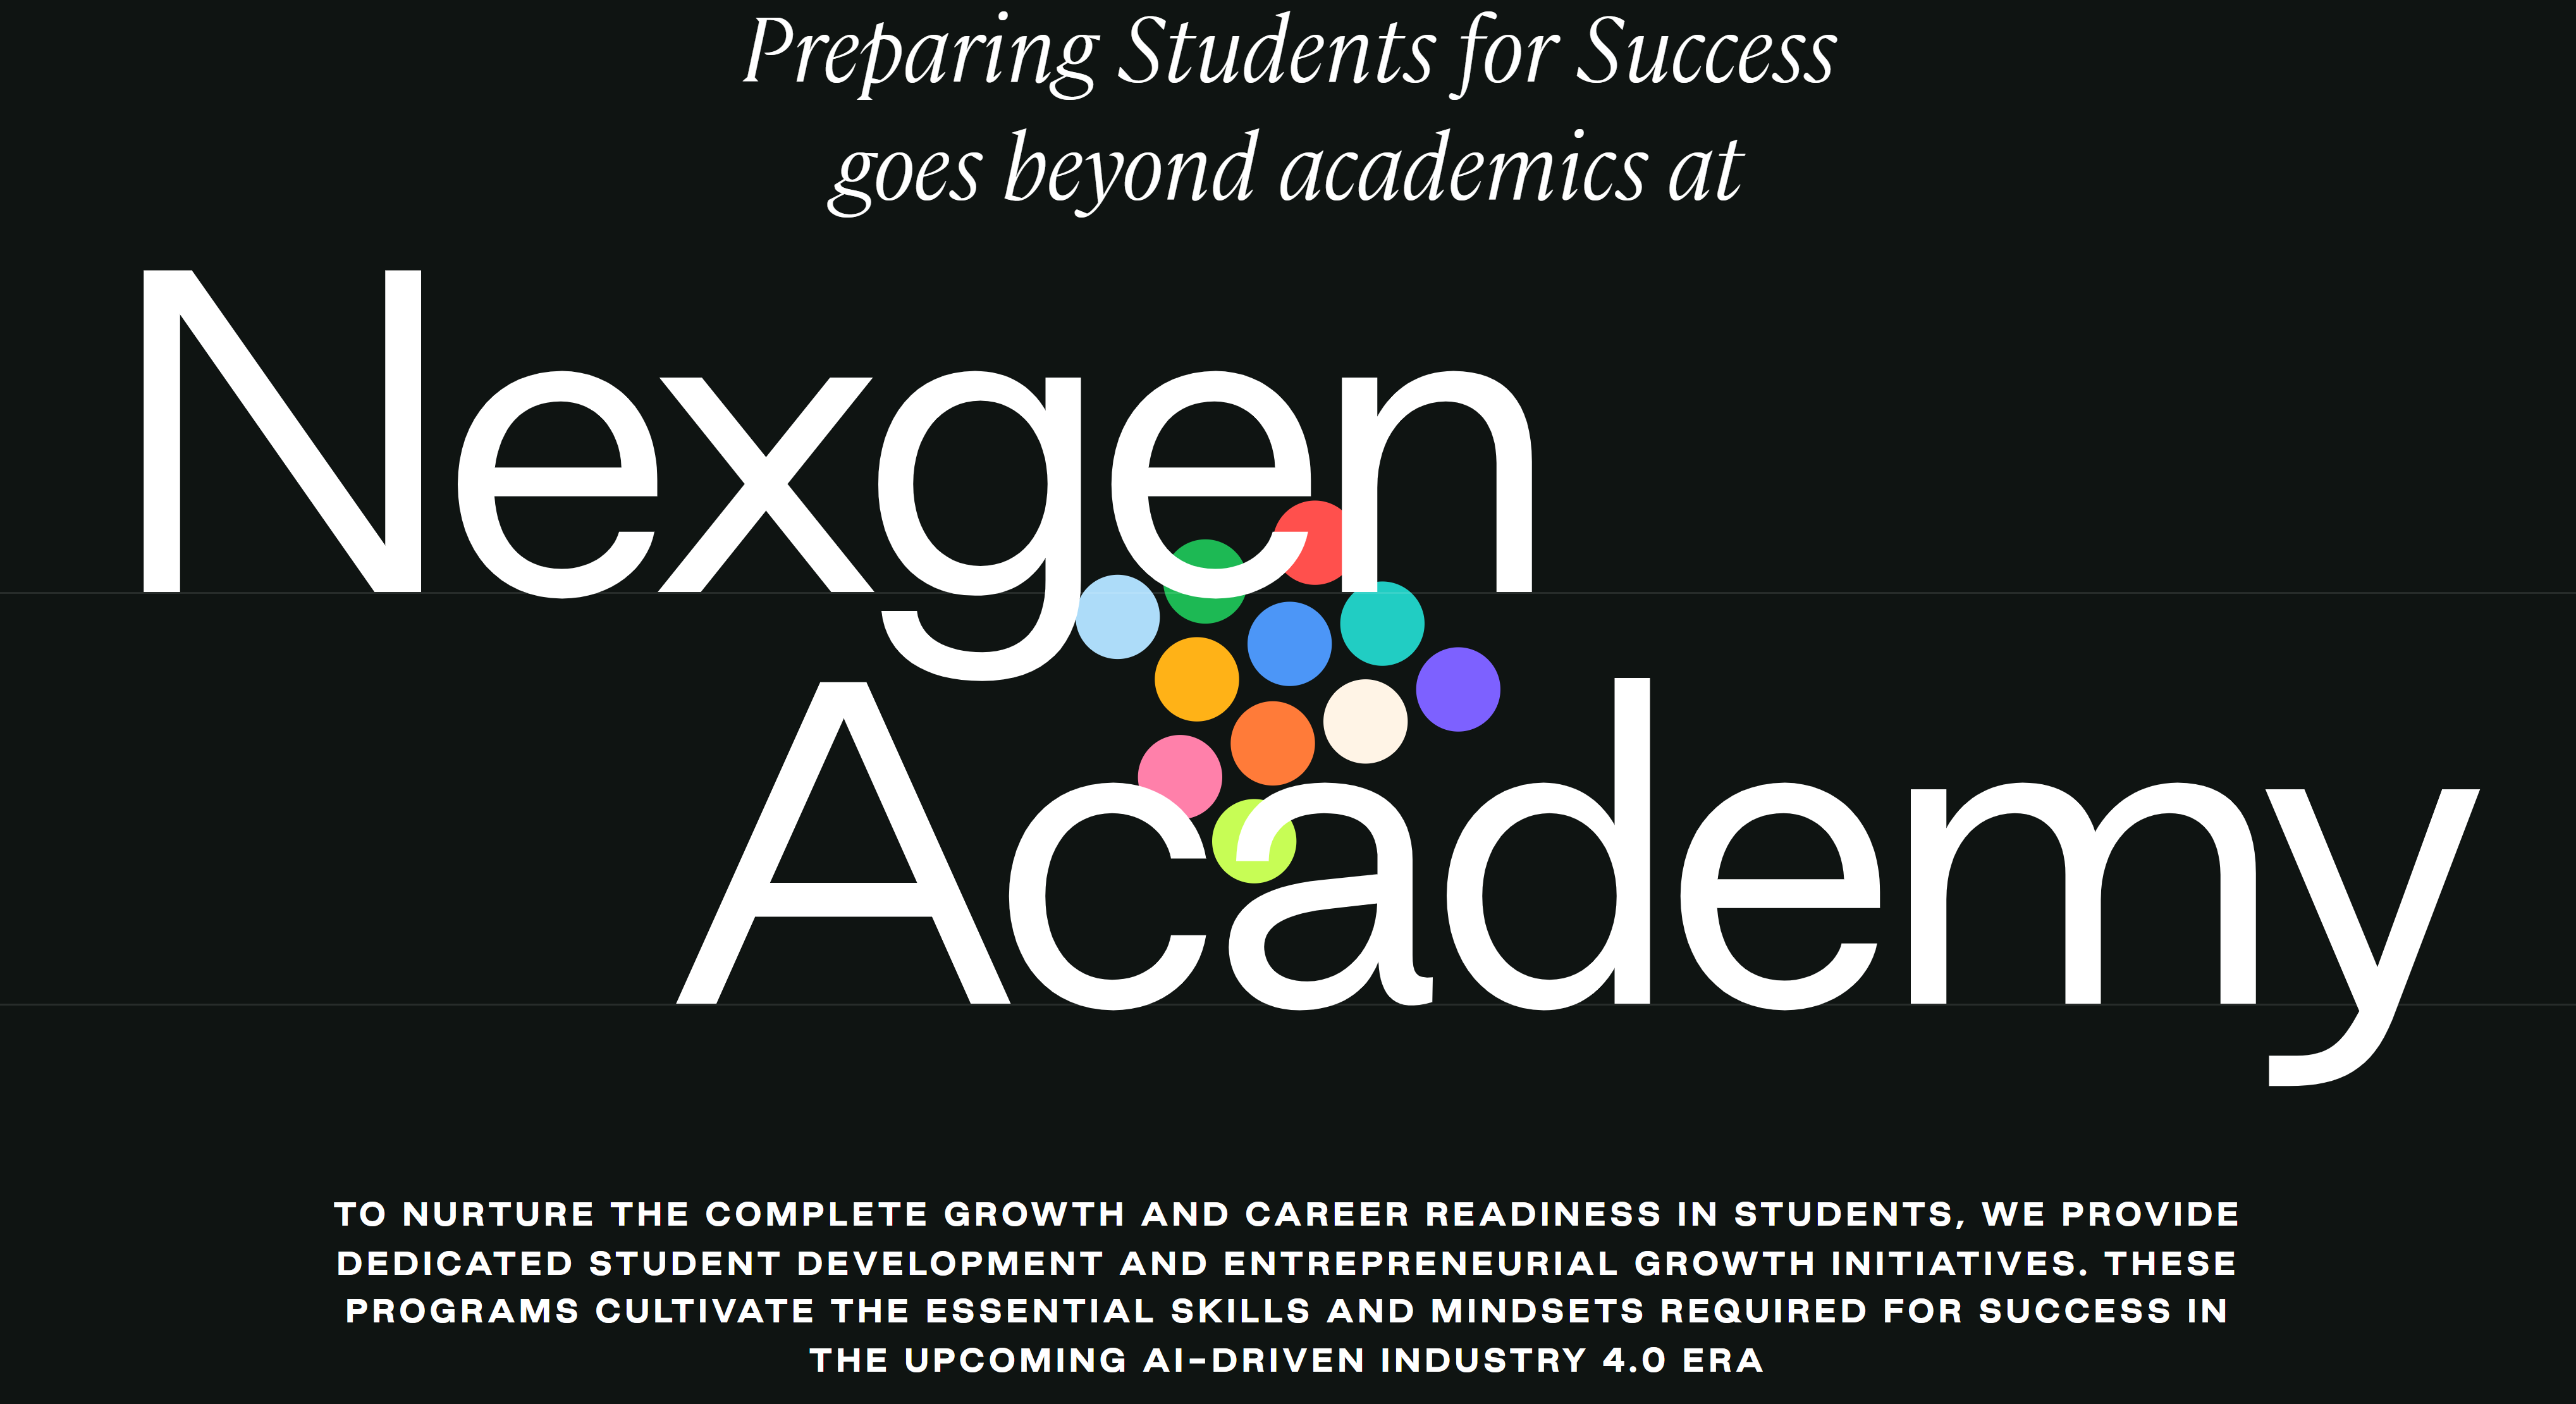 Preparing Students for Success
goes beyond academics at
Nexgen
Academy
TO NURTURE THE COMPLETE GROWTH AND CAREER READINESS IN STUDENTS, WE PROVIDE
DEDICATED STUDENT DEVELOPMENT AND ENTREPRENEURIAL GROWTH INITIATIVES. THESE
PROGRAMS CULTIVATE THE ESSENTIAL SKILLS AND MINDSETS REQUIRED FOR SUCCESS IN
THE UPCOMING AI-DRIVEN INDUSTRY 4.0 ERA